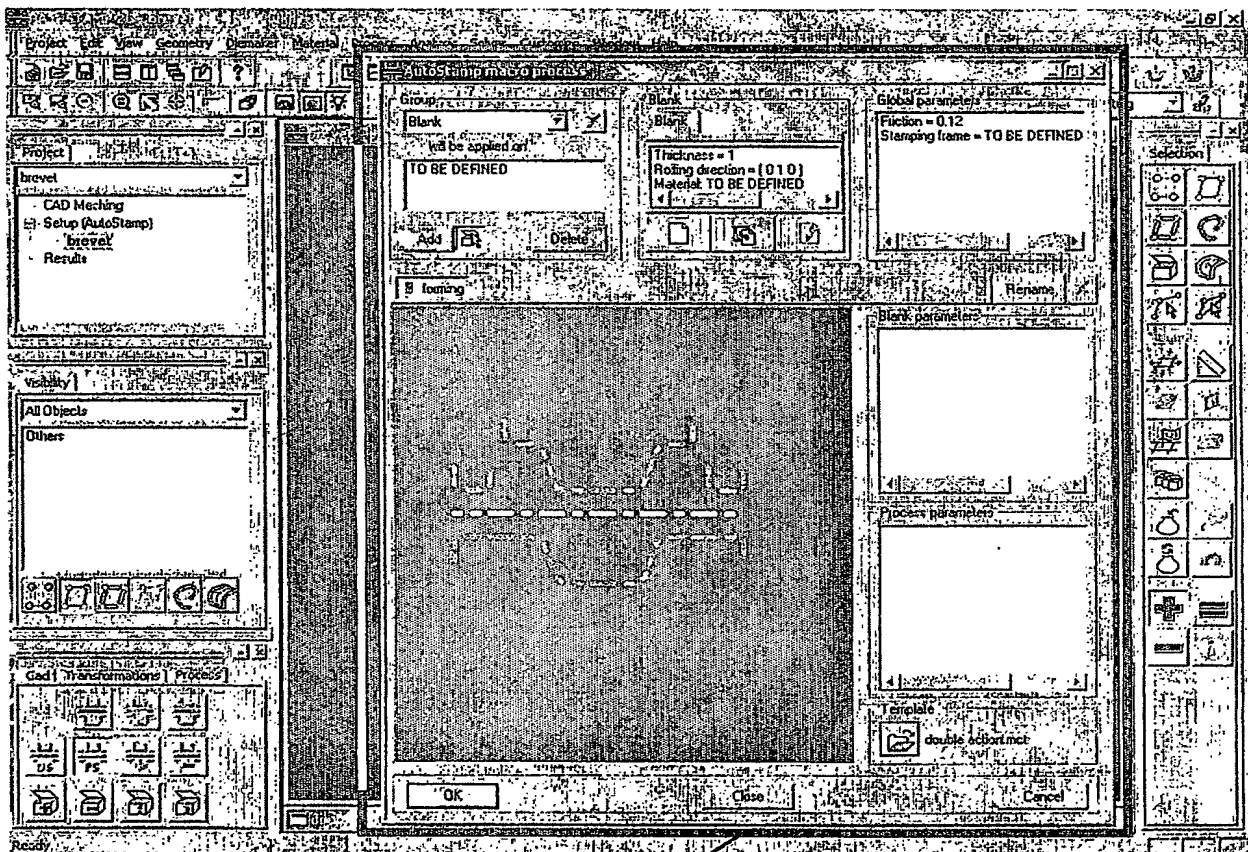 Project Edit View Geometry Diemaker Material
AutoStamp macro process
Group
Blank
will be applied on
TO BE DEFINED
Add
Delete
Blank
Blank
Thickness = 1
Rolling direction = ( 0 1 0 )
Material: TO BE DEFINED
Global parameters
Friction = 0.12
Stamping frame = TO BE DEFINED
Project
brevet
CAD Meching
Setup (AutoStamp)
brevet
Results
forming
Rename
Blank parameters
Process parameters
Template
double action.mct
Visibility
All Objects
Others
Selection
Transformations
Process
OK
Close
Cancel
Ready